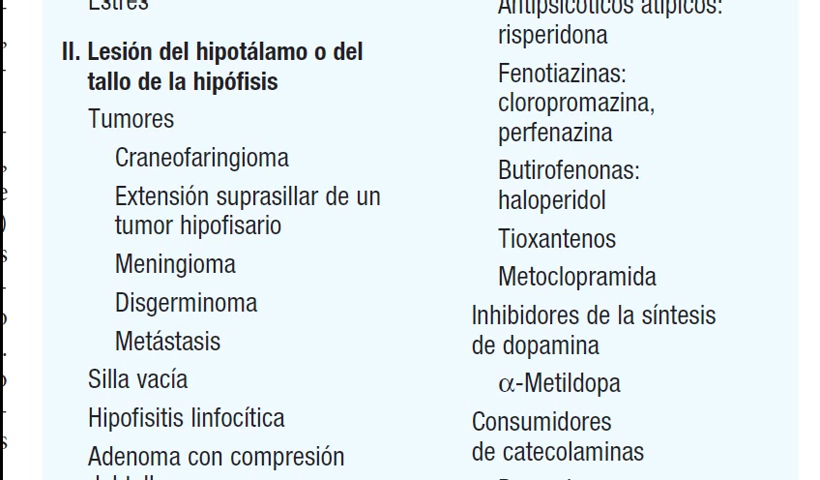 Estrés
II. Lesión del hipotálamo o del
tallo de la hipófisis
Tumores
Craneofaringioma
Extensión suprasillar de un
tumor hipofisario
Meningioma
Disgerminoma
Metástasis
Silla vacía
Hipofisitis linfocítica
Adenoma con compresión
Antipsicóticos atípicos:
risperidona
Fenotiazinas:
cloropromazina,
perfenazina
Butirofenonas:
haloperidol
Tioxantenos
Metoclopramida
Inhibidores de la síntesis
de dopamina
α-Metildopa
Consumidores
de catecolaminas